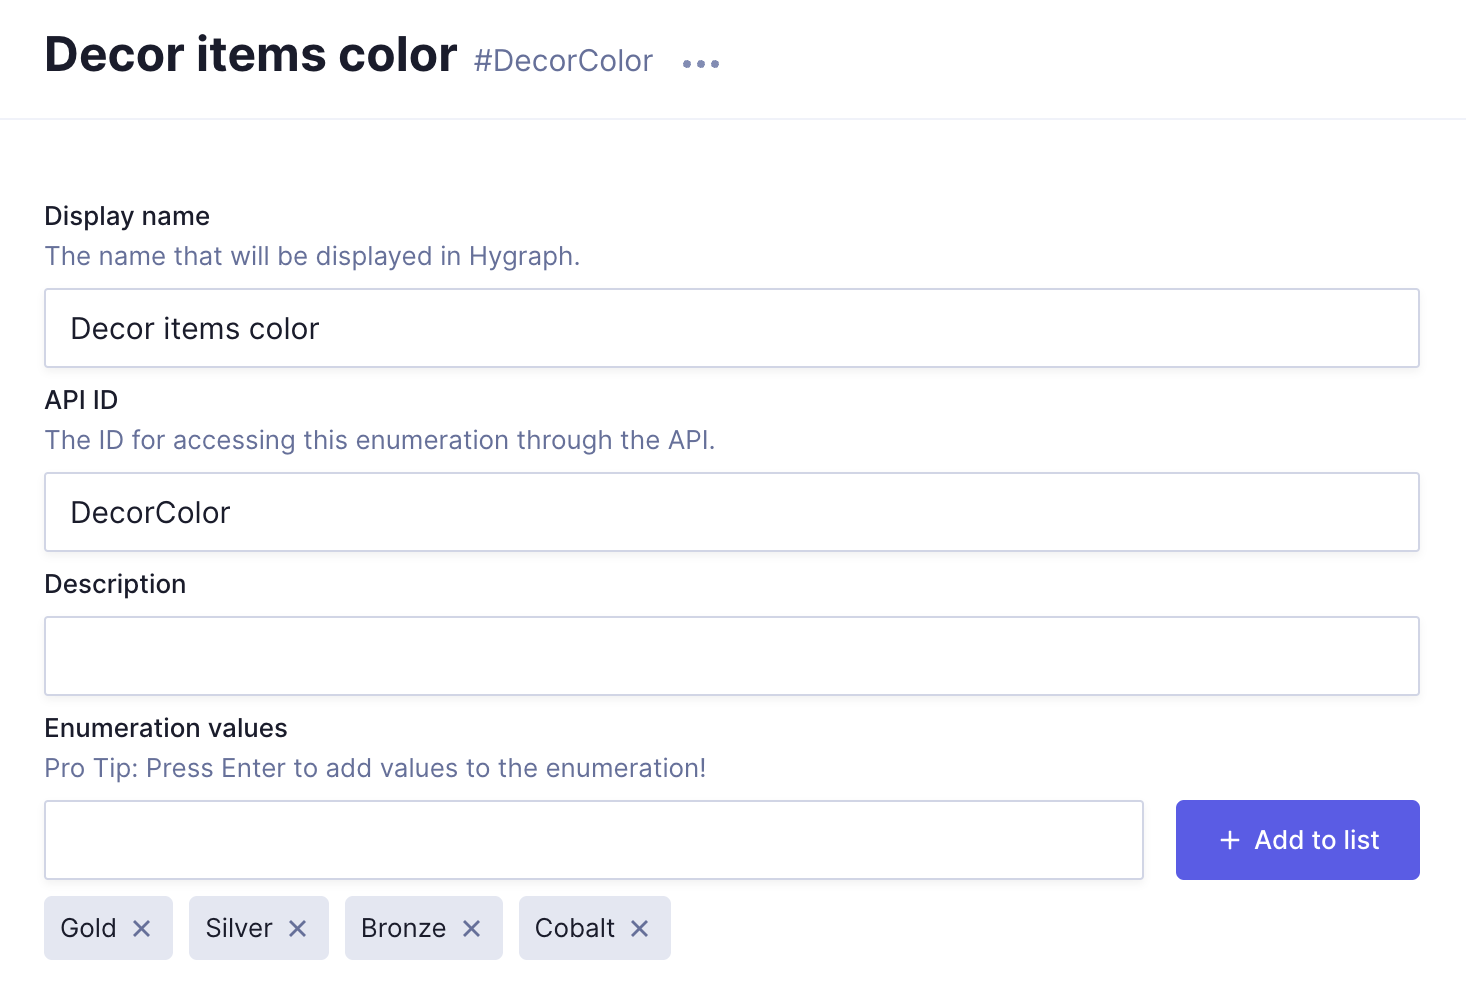 Decor items color #DecorColor
Display name
The name that will be displayed in Hygraph.
Decor items color
API ID
The ID for accessing this enumeration through the API.
DecorColor
Description
Enumeration values
Pro Tip: Press Enter to add values to the enumeration!
+ Add to list
Gold × Silver × Bronze × Cobalt ×